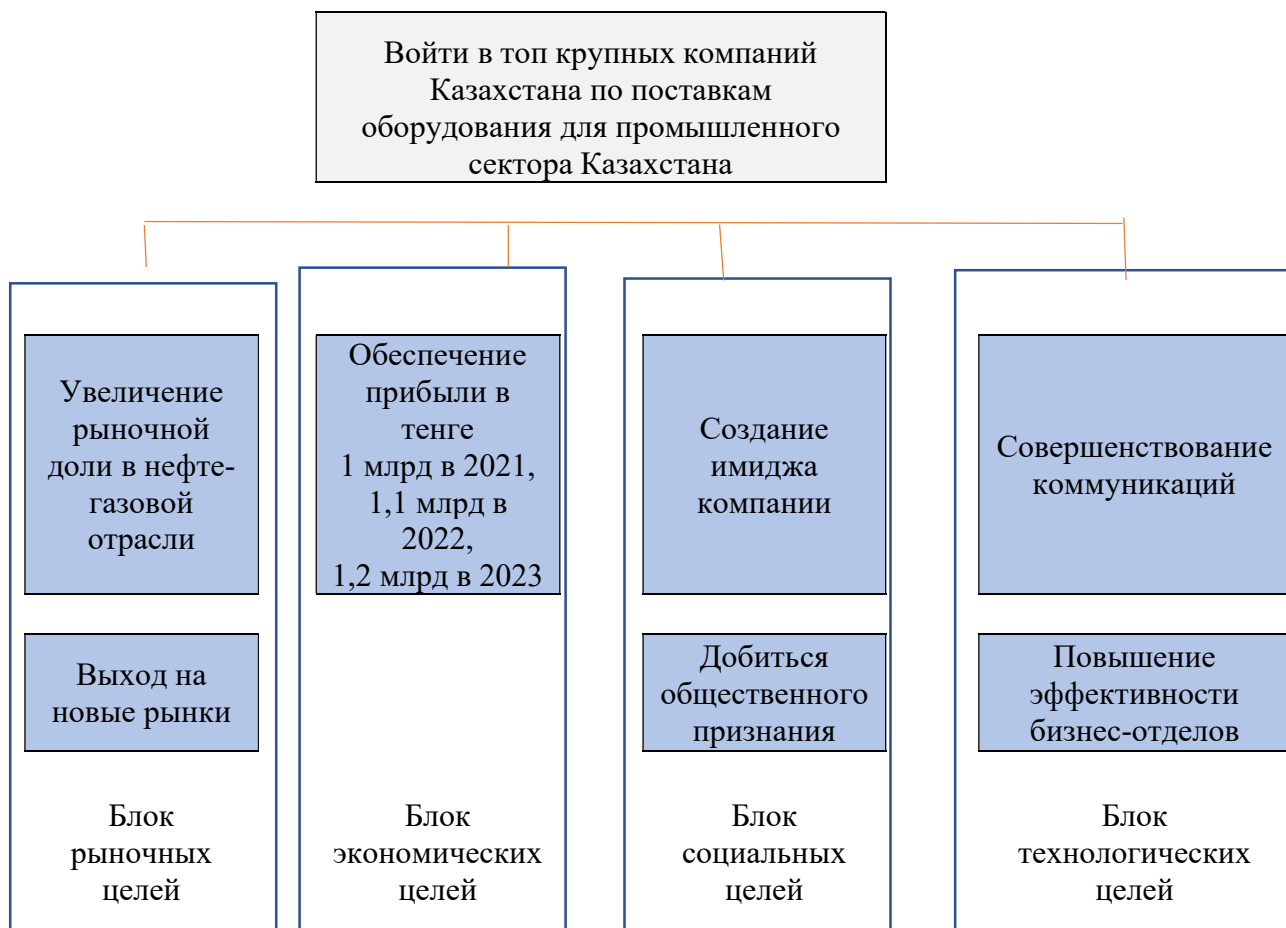 Войти в топ крупных компаний
Казахстана по поставкам
оборудования для промышленного
сектора Казахстана
Увеличение
рыночной
доли в нефте-
газовой
отрасли
Выход на
новые рынки
Блок
рыночных
целей
Обеспечение
прибыли в
тенге
1 млрд в 2021,
1,1 млрд в
2022,
1,2 млрд в 2023
Блок
экономических
целей
Создание
имиджа
компании
Добиться
общественного
признания
Блок
социальных
целей
Совершенствование
коммуникаций
Повышение
эффективности
бизнес-отделов
Блок
технологических
целей